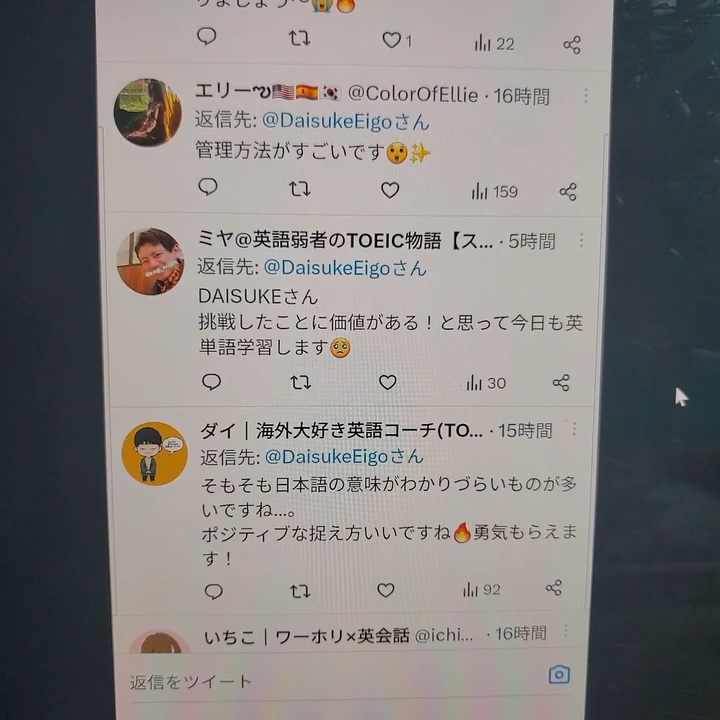 りましょう〜😭🔥
1 22
エリーಌ🇺🇸🇪🇸🇰🇷 @ColorOfEllie · 16時間
返信先: @DaisukeEigoさん
管理方法がすごいです😲✨
159
ミヤ@英語弱者のTOEIC物語【ス... · 5時間
返信先: @DaisukeEigoさん
DAISUKEさん
挑戦したことに価値がある！と思って今日も英
単語学習します🥺
30
ダイ｜海外大好き英語コーチ(TO... · 15時間
返信先: @DaisukeEigoさん
そもそも日本語の意味がわかりづらいものが多
いですね...。
ポジティブな捉え方いいですね🔥勇気もらえま
す！
92
いちこ｜ワーホリ×英会話 @ichi... · 16時間
返信をツイート